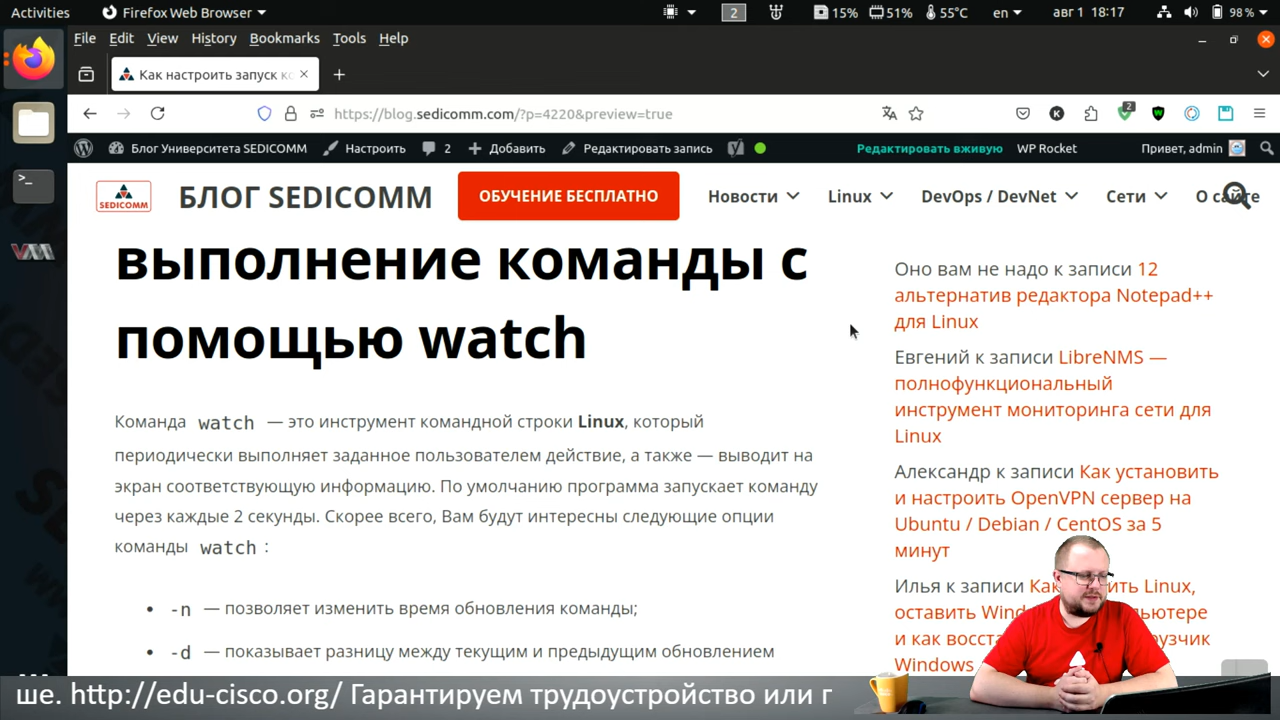 Activities Firefox Web Browser 2 15% 51% 55°C en авг 1 18:17 98 %
File Edit View History Bookmarks Tools Help
Как настроить запуск ко
https://blog.sedicomm.com/?p=4220&preview=true
Блог Университета SEDICOMM Настроить 2 Добавить Редактировать запись Редактировать вживую WP Rocket Привет, admin
SEDICOMM БЛОГ SEDICOMM ОБУЧЕНИЕ БЕСПЛАТНО Новости Linux DevOps / DevNet Сети О сайте
выполнение команды с
помощью watch
Команда watch — это инструмент командной строки Linux, который
периодически выполняет заданное пользователем действие, а также — выводит на
экран соответствующую информацию. По умолчанию программа запускает команду
через каждые 2 секунды. Скорее всего, Вам будут интересны следующие опции
команды watch :
• -n — позволяет изменить время обновления команды;
• -d — показывает разницу между текущим и предыдущим обновлением
Оно вам не надо к записи 12
альтернатив редактора Notepad++
для Linux
Евгений к записи LibreNMS —
полнофункциональный
инструмент мониторинга сети для
Linux
Александр к записи Как установить
и настроить OpenVPN сервер на
Ubuntu / Debian / CentOS за 5
минут
Илья к записи Linux,
оставить
и как
Windows
ше. http://edu-cisco.org/ Гарантируем трудоустройство или г